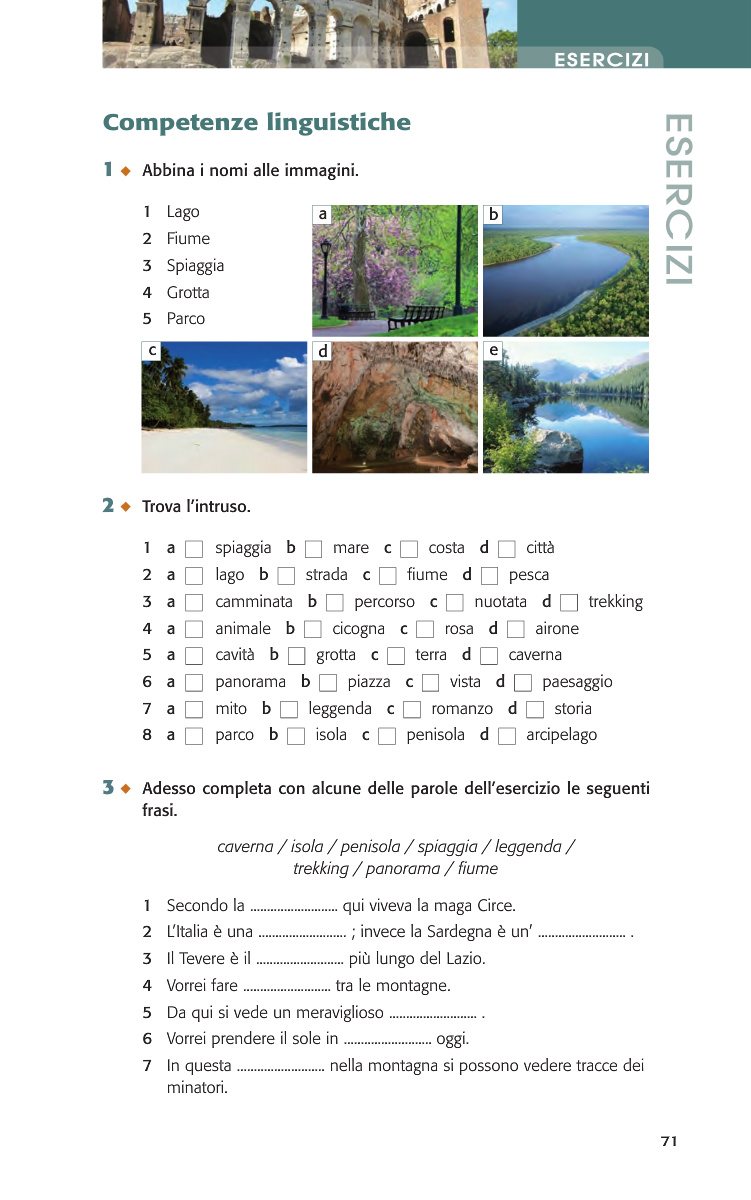 ESERCIZI
ESERCIZI
Competenze linguistiche
1 ◆ Abbina i nomi alle immagini.
1 Lago
2 Fiume
3 Spiaggia
4 Grotta
5 Parco
a
b
c
d
e
2 ◆ Trova l'intruso.
1 a □ spiaggia b □ mare c □ costa d □ città
2 a □ lago b □ strada c □ fiume d □ pesca
3 a □ camminata b □ percorso c □ nuotata d □ trekking
4 a □ animale b □ cicogna c □ rosa d □ airone
5 a □ cavità b □ grotta c □ terra d □ caverna
6 a □ panorama b □ piazza c □ vista d □ paesaggio
7 a □ mito b □ leggenda c □ romanzo d □ storia
8 a □ parco b □ isola c □ penisola d □ arcipelago
3 ◆ Adesso completa con alcune delle parole dell'esercizio le seguenti
frasi.
caverna / isola / penisola / spiaggia / leggenda /
trekking / panorama / fiume
1 Secondo la .......................... qui viveva la maga Circe.
2 L'Italia è una .......................... ; invece la Sardegna è un' .......................... .
3 Il Tevere è il .......................... più lungo del Lazio.
4 Vorrei fare .......................... tra le montagne.
5 Da qui si vede un meraviglioso .......................... .
6 Vorrei prendere il sole in .......................... oggi.
7 In questa .......................... nella montagna si possono vedere tracce dei
minatori.
71